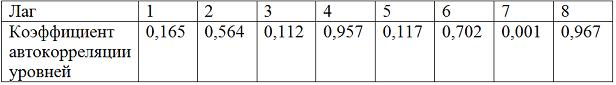 Лаг 1 2 3 4 5 6 7 8
Коэффициент 0,165 0,564 0,112 0,957 0,117 0,702 0,001 0,967
автокорреляции
уровней